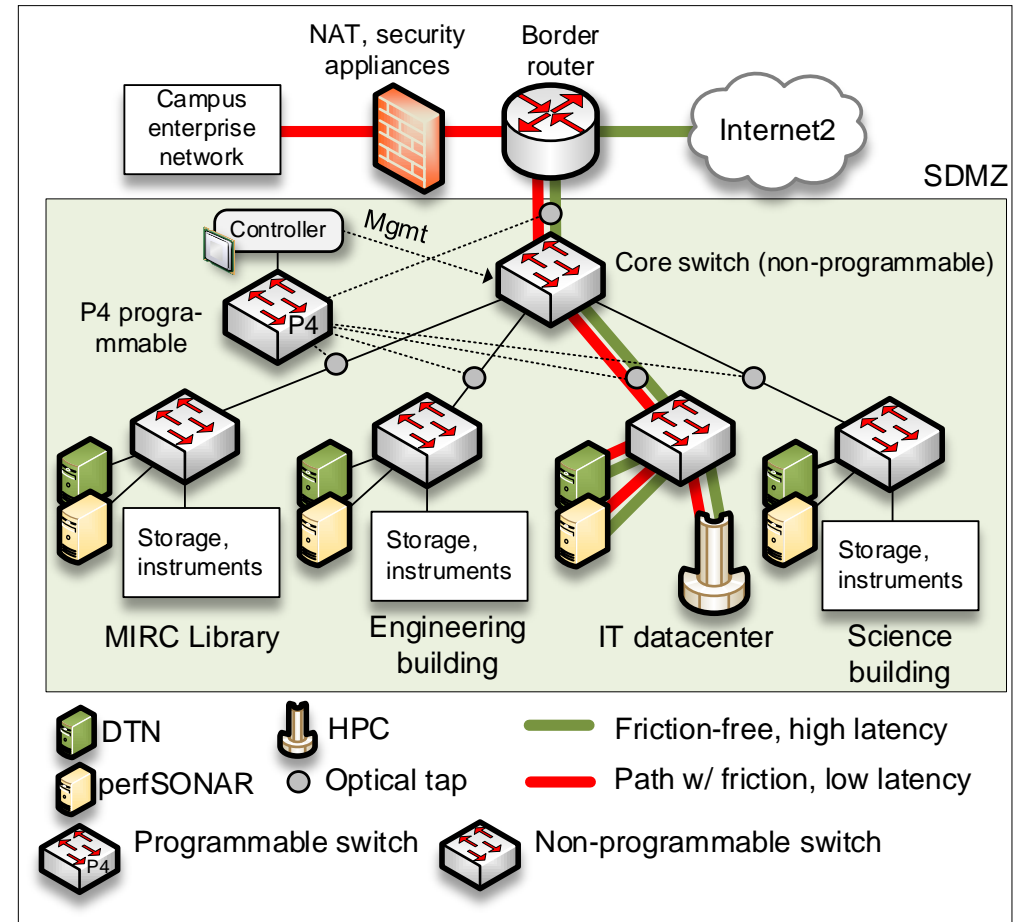 NAT, security
appliances
Border
router
Campus
enterprise
network
Internet2
SDMZ
Controller
Mgmt
Core switch (non-programmable)
P4 progra-
mmable
P4
Storage,
instruments
Storage,
instruments
Storage,
instruments
MIRC Library
Engineering
building
IT datacenter
Science
building
DTN
HPC
Friction-free, high latency
perfSONAR
Optical tap
Path w/ friction, low latency
P4
Programmable switch
Non-programmable switch